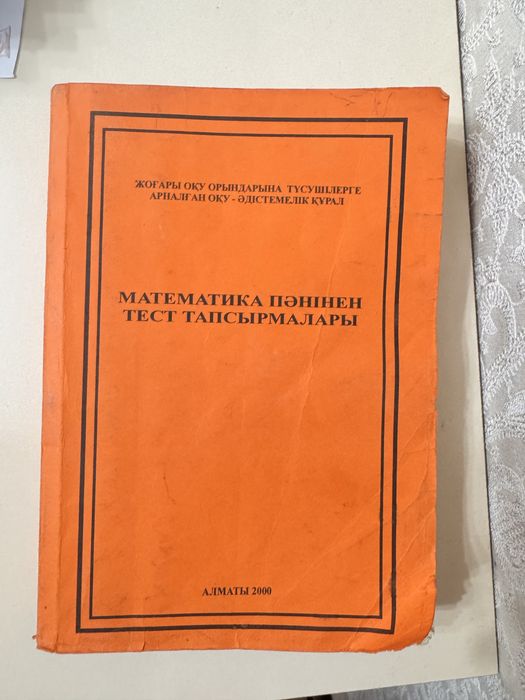 ЖОҒАРЫ ОҚУ ОРЫНДАРЫНА ТҮСУШІЛЕРГЕ
АРНАЛҒАН ОҚУ - ӘДІСТЕМЕЛІК ҚҰРАЛ
МАТЕМАТИКА ПӘНІНЕН
ТЕСТ ТАПСЫРМАЛАРЫ
АЛМАТЫ 2000